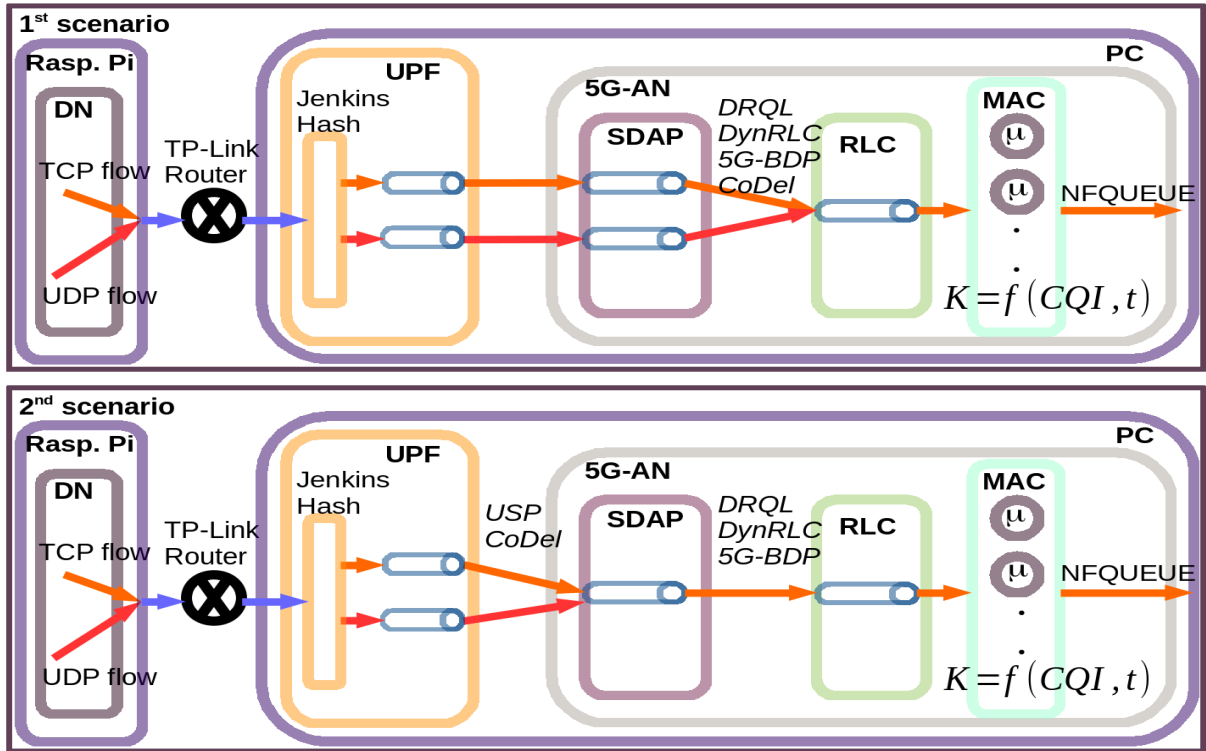 1st scenario
Rasp. Pi
DN
TCP flow
UDP flow
TP-Link
Router
PC
UPF
Jenkins
Hash
5G-AN
SDAP
DRQL
DynRLC
5G-BDP
CoDel
RLC
MAC
μ
μ
.
.
K=f(CQI,t)
NFQUEUE
2nd scenario
Rasp. Pi
DN
TCP flow
UDP flow
TP-Link
Router
PC
UPF
Jenkins
Hash
USP
CoDel
5G-AN
SDAP
DRQL
DynRLC
5G-BDP
RLC
MAC
μ
μ
.
.
K=f(CQI,t)
NFQUEUE